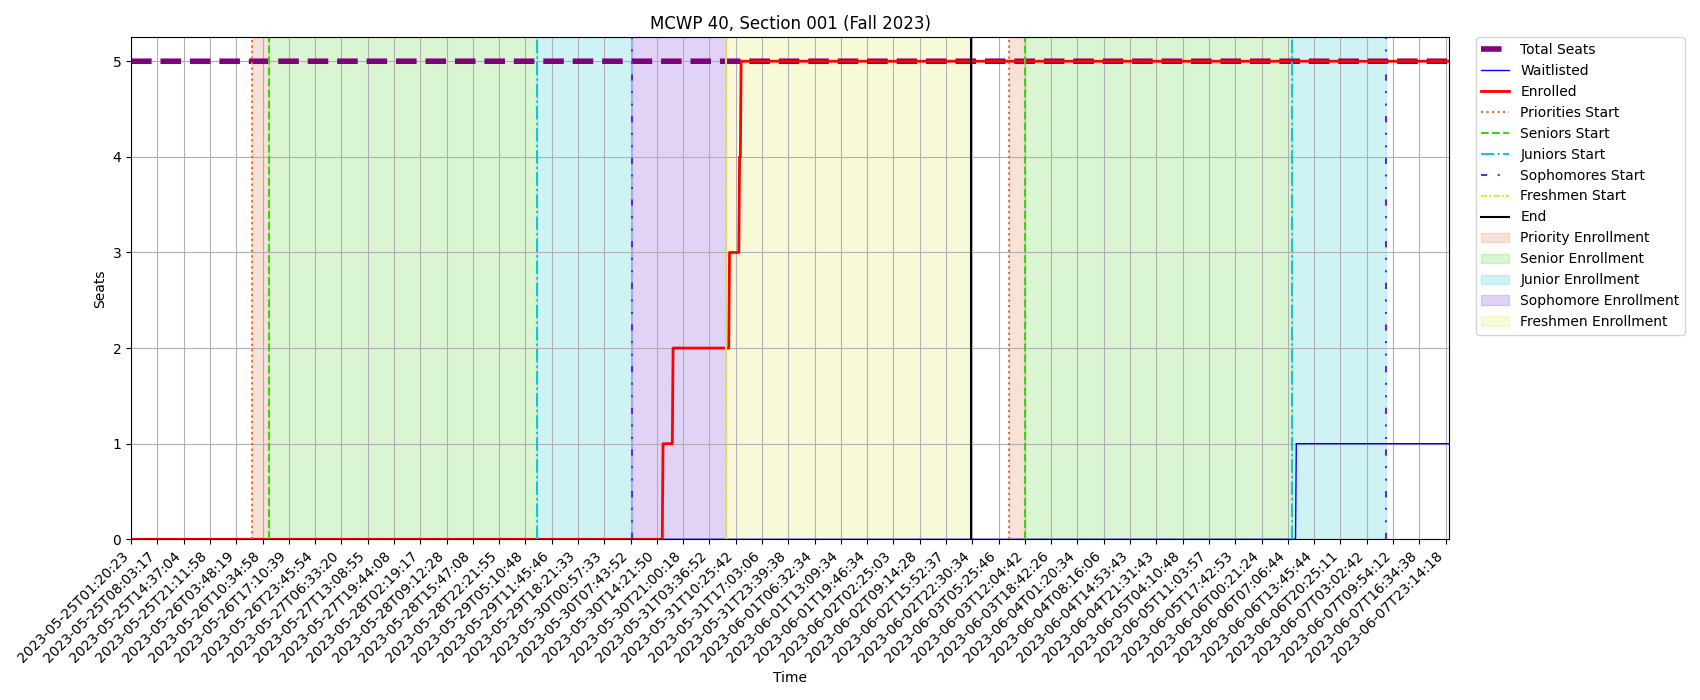 MCWP 40, Section 001 (Fall 2023)
Seats
5
4
3
2
1
0
2023-05-25T01:20:23
2023-05-25T08:03:17
2023-05-25T14:37:04
2023-05-25T21:11:58
2023-05-26T03:48:19
2023-05-26T10:34:58
2023-05-26T17:10:39
2023-05-26T23:45:54
2023-05-27T06:33:20
2023-05-27T13:08:55
2023-05-27T19:44:08
2023-05-28T02:19:17
2023-05-28T09:12:28
2023-05-28T15:47:08
2023-05-28T22:21:55
2023-05-29T05:10:48
2023-05-29T11:45:46
2023-05-29T18:21:33
2023-05-30T00:57:33
2023-05-30T07:43:52
2023-05-30T14:21:50
2023-05-30T21:00:18
2023-05-31T03:36:52
2023-05-31T10:25:42
2023-05-31T17:03:06
2023-05-31T23:39:38
2023-06-01T06:32:34
2023-06-01T13:09:34
2023-06-01T19:46:34
2023-06-02T02:25:03
2023-06-02T09:14:28
2023-06-02T15:52:37
2023-06-02T22:30:34
2023-06-03T05:25:46
2023-06-03T12:04:42
2023-06-03T18:42:26
2023-06-04T01:20:34
2023-06-04T08:16:06
2023-06-04T14:53:43
2023-06-04T21:31:43
2023-06-05T04:10:48
2023-06-05T11:03:57
2023-06-05T17:42:53
2023-06-06T00:21:24
2023-06-06T07:06:44
2023-06-06T13:45:44
2023-06-06T20:25:11
2023-06-07T03:02:42
2023-06-07T09:54:12
2023-06-07T16:34:38
2023-06-07T23:14:18
Time
Total Seats
Waitlisted
Enrolled
Priorities Start
Seniors Start
Juniors Start
Sophomores Start
Freshmen Start
End
Priority Enrollment
Senior Enrollment
Junior Enrollment
Sophomore Enrollment
Freshmen Enrollment